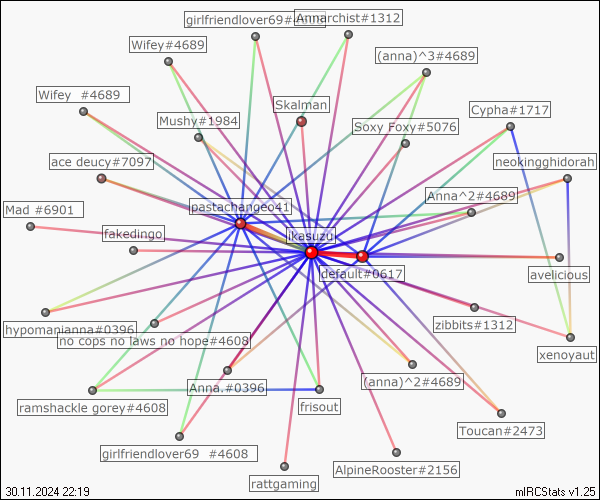 girlfriendlover69#4
Annarchist#1312
Wifey#4689
(anna)^3#4689
Wifey  #4689
Skalman
Cypha#1717
Mushy#1984
Soxy Foxy#5076
ace deucy#7097
neokingghidorah
Anna^2#4689
pastachangeo41
Mad #6901
fakedingo
ikasuzu
default#0617
avelicious
hypomanianna#0396
zibbits#1312
no cops no laws no hope#4608
xenoyaut
Anna.#0396
(anna)^2#4689
ramshackle gorey#4608
frisout
Toucan#2473
girlfriendlover69  #4608
AlpineRooster#2156
rattgaming
30.11.2024 22:19
mIRCStats v1.25